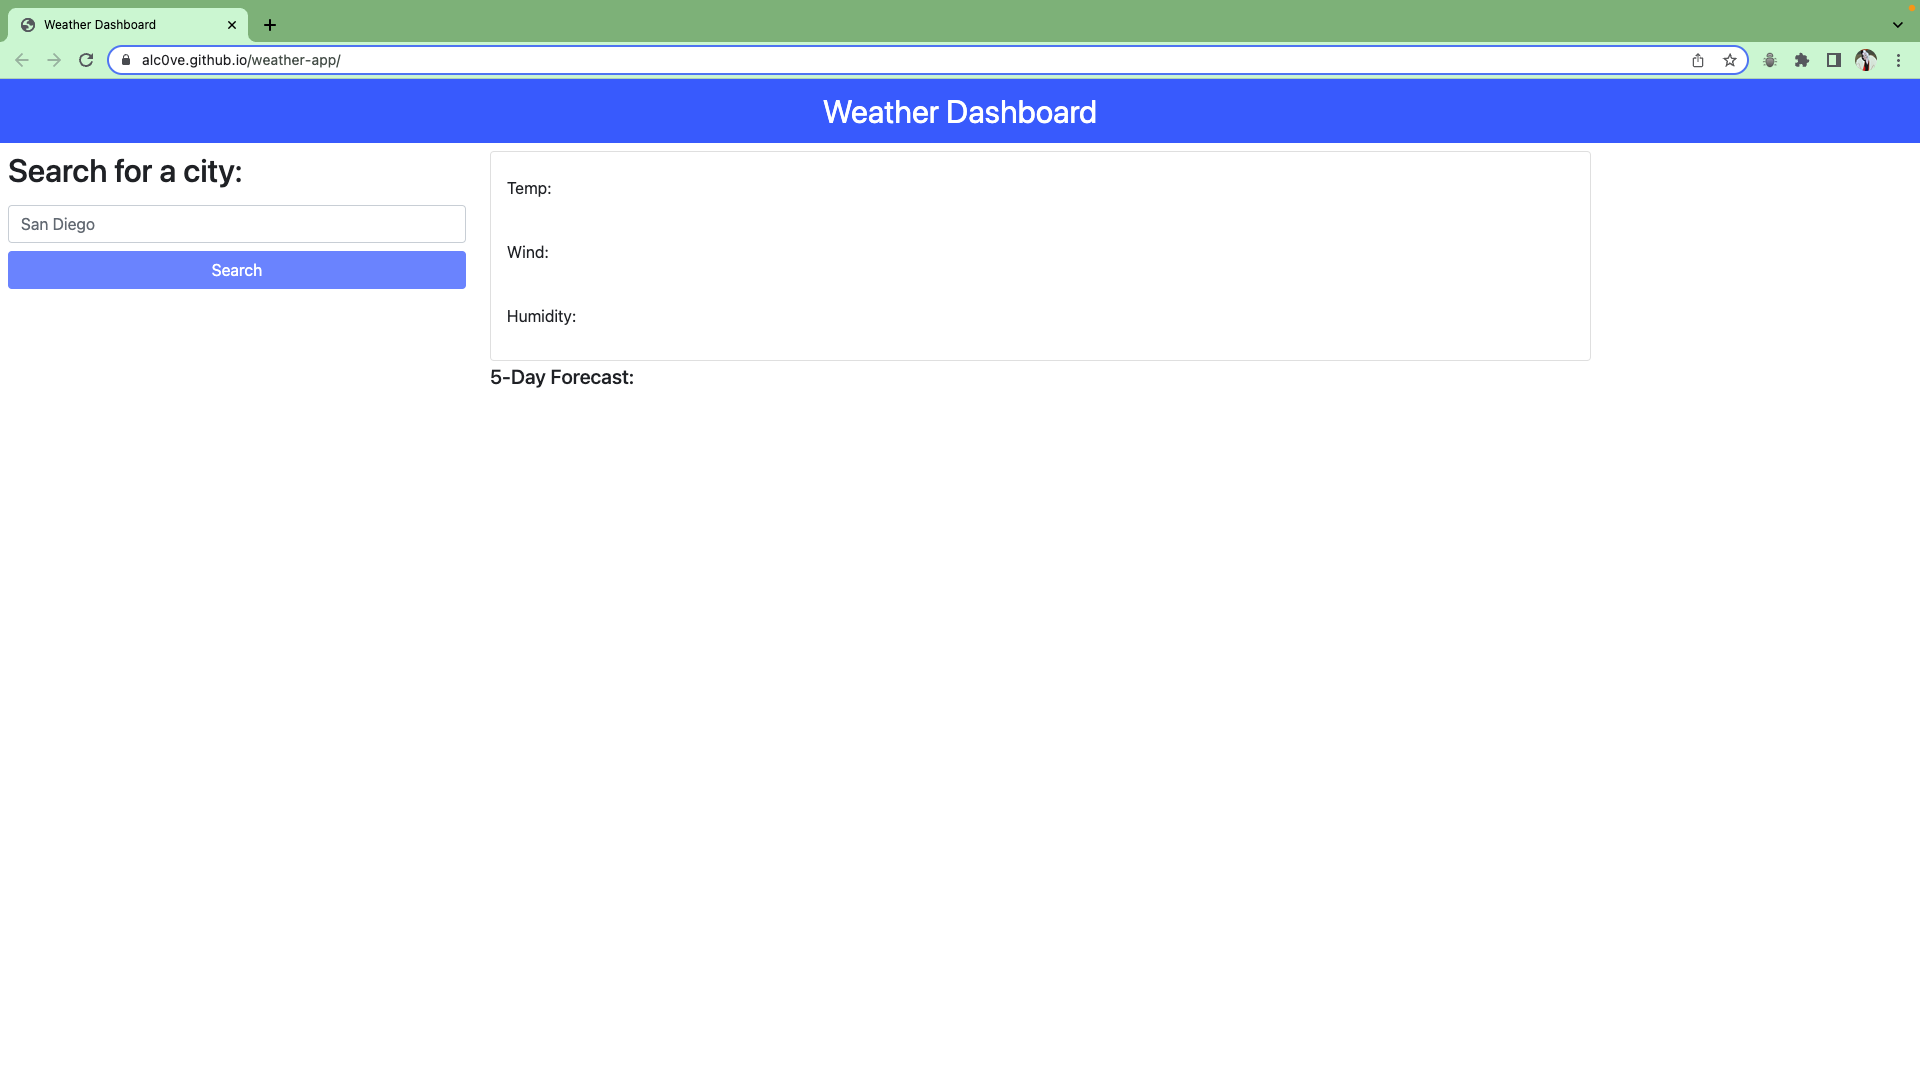 Weather Dashboard
alc0ve.github.io/weather-app/
Weather Dashboard
Search for a city:
San Diego
Search
Temp:
Wind:
Humidity:
5-Day Forecast: